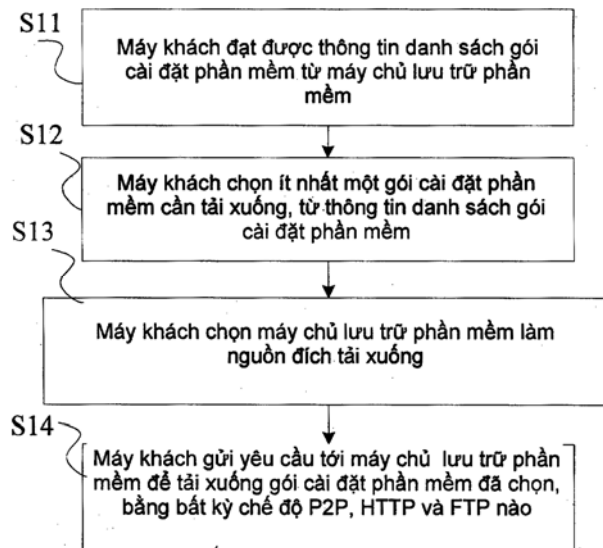 S11
Máy khách đạt được thông tin danh sách gói
cài đặt phần mềm từ máy chủ lưu trữ phần
mềm
S12
Máy khách chọn ít nhất một gói cài đặt phần
mềm cần tải xuống, từ thông tin danh sách gói
cài đặt phần mềm
S13
Máy khách chọn máy chủ lưu trữ phần mềm làm
nguồn đích tải xuống
S14
Máy khách gửi yêu cầu tới máy chủ lưu trữ phần
mềm để tải xuống gói cài đặt phần mềm đã chọn,
bằng bất kỳ chế độ P2P, HTTP và FTP nào